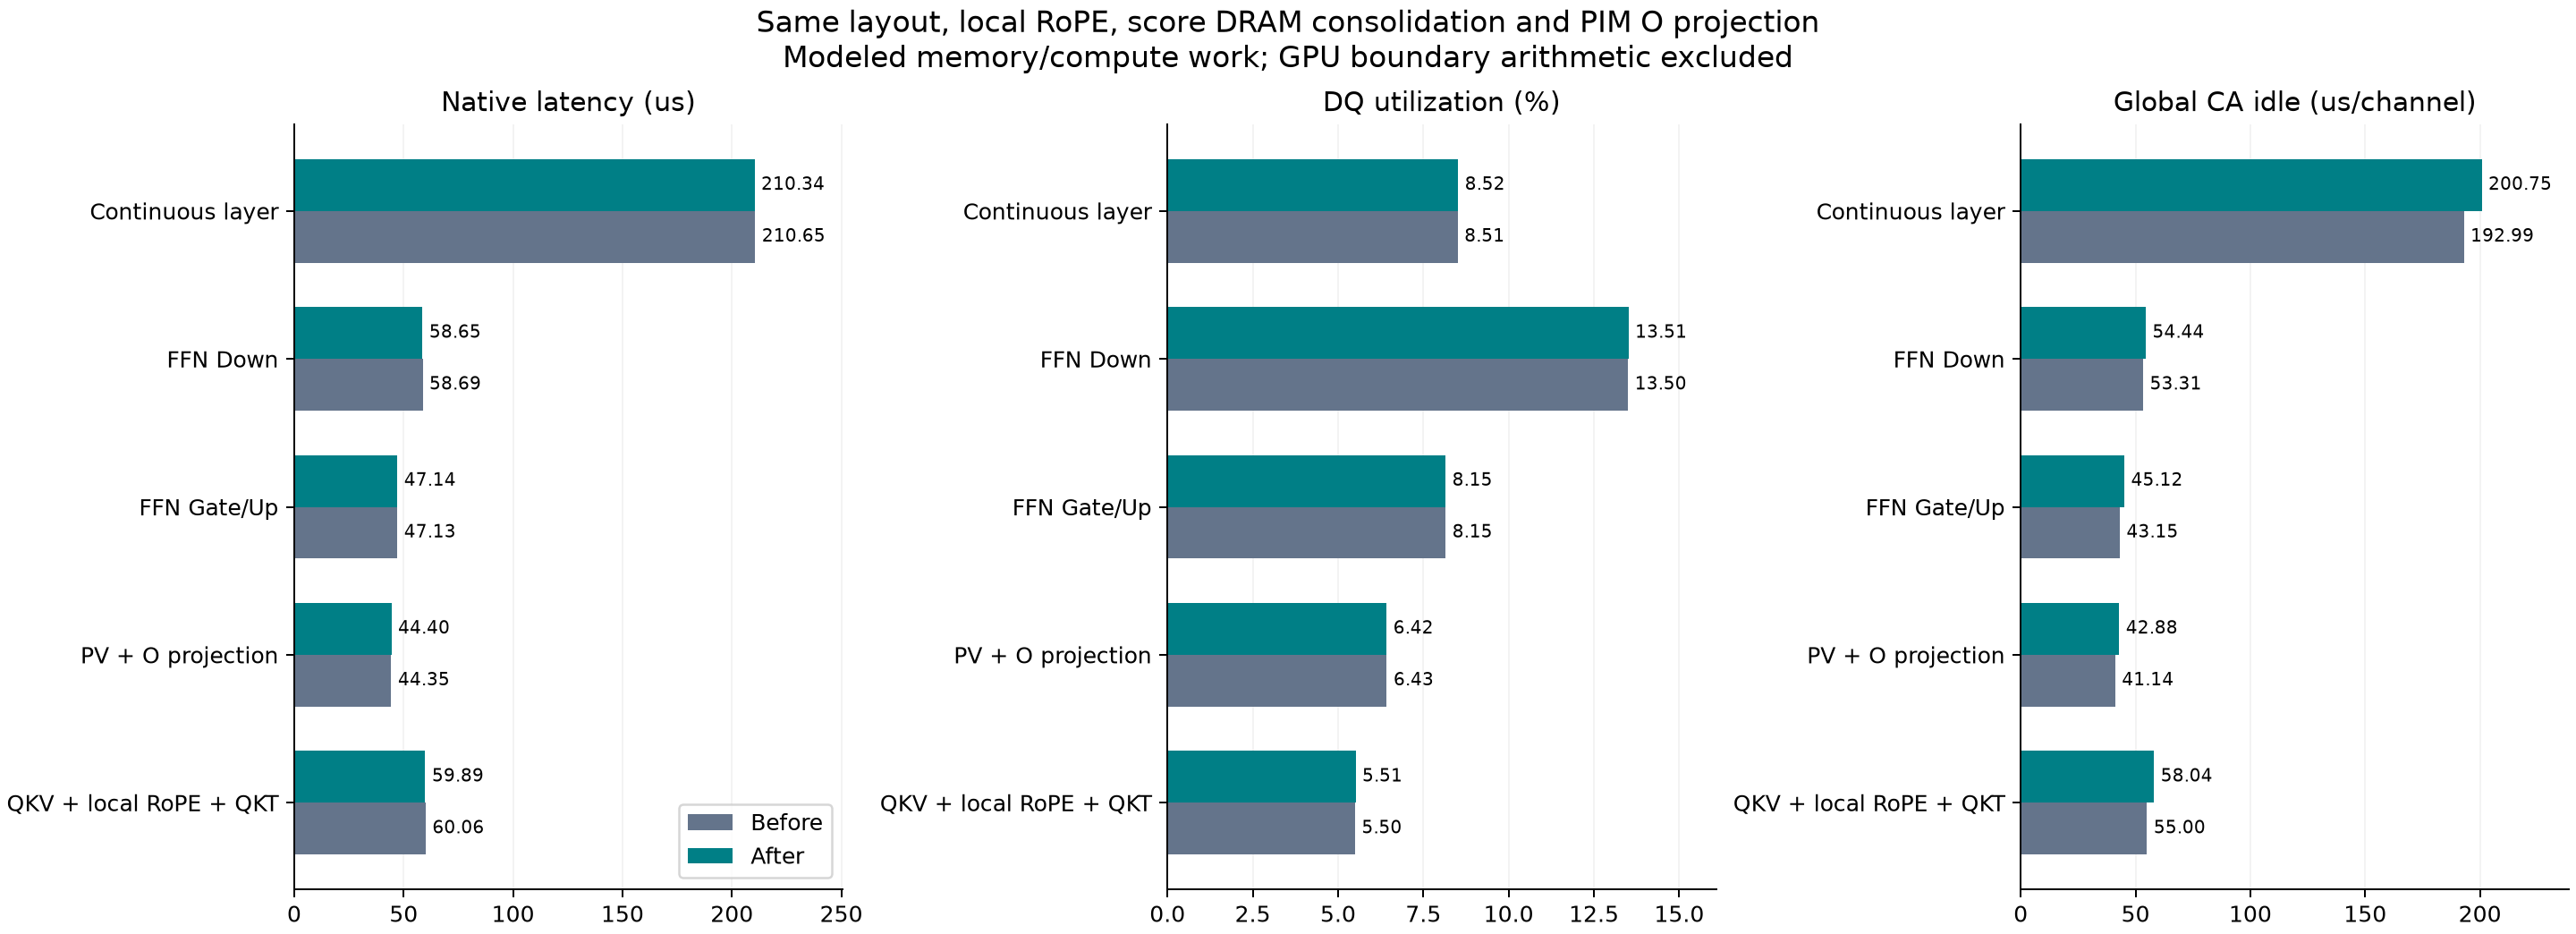 Same layout, local RoPE, score DRAM consolidation and PIM O projection
Modeled memory/compute work; GPU boundary arithmetic excluded
Native latency (us)
Continuous layer
210.34
210.65
FFN Down
58.65
58.69
FFN Gate/Up
47.14
47.13
PV + O projection
44.40
44.35
QKV + local RoPE + QKT
59.89
60.06
Before
After
0 50 100 150 200 250
DQ utilization (%)
Continuous layer
8.52
8.51
FFN Down
13.51
13.50
FFN Gate/Up
8.15
8.15
PV + O projection
6.42
6.43
QKV + local RoPE + QKT
5.51
5.50
0.0 2.5 5.0 7.5 10.0 12.5 15.0
Global CA idle (us/channel)
Continuous layer
200.75
192.99
FFN Down
54.44
53.31
FFN Gate/Up
45.12
43.15
PV + O projection
42.88
41.14
QKV + local RoPE + QKT
58.04
55.00
0 50 100 150 200